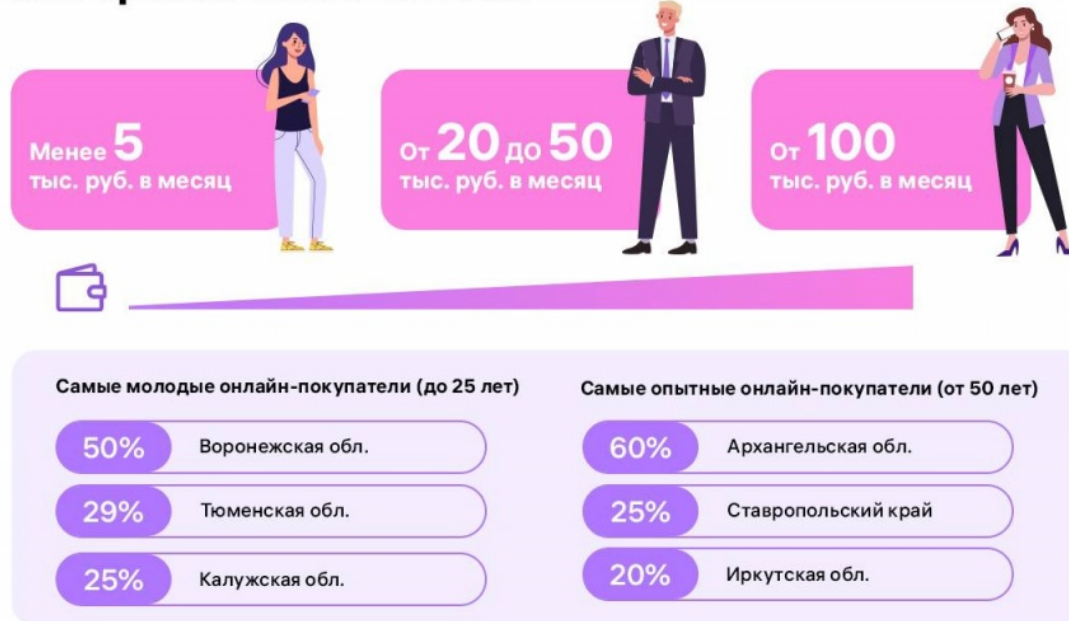 Менее 5
тыс. руб. в месяц
От 20 до 50
тыс. руб. в месяц
От 100
тыс. руб. в месяц
Самые молодые онлайн-покупатели (до 25 лет)
50% Воронежская обл.
29% Тюменская обл.
25% Калужская обл.
Самые опытные онлайн-покупатели (от 50 лет)
60% Архангельская обл.
25% Ставропольский край
20% Иркутская обл.